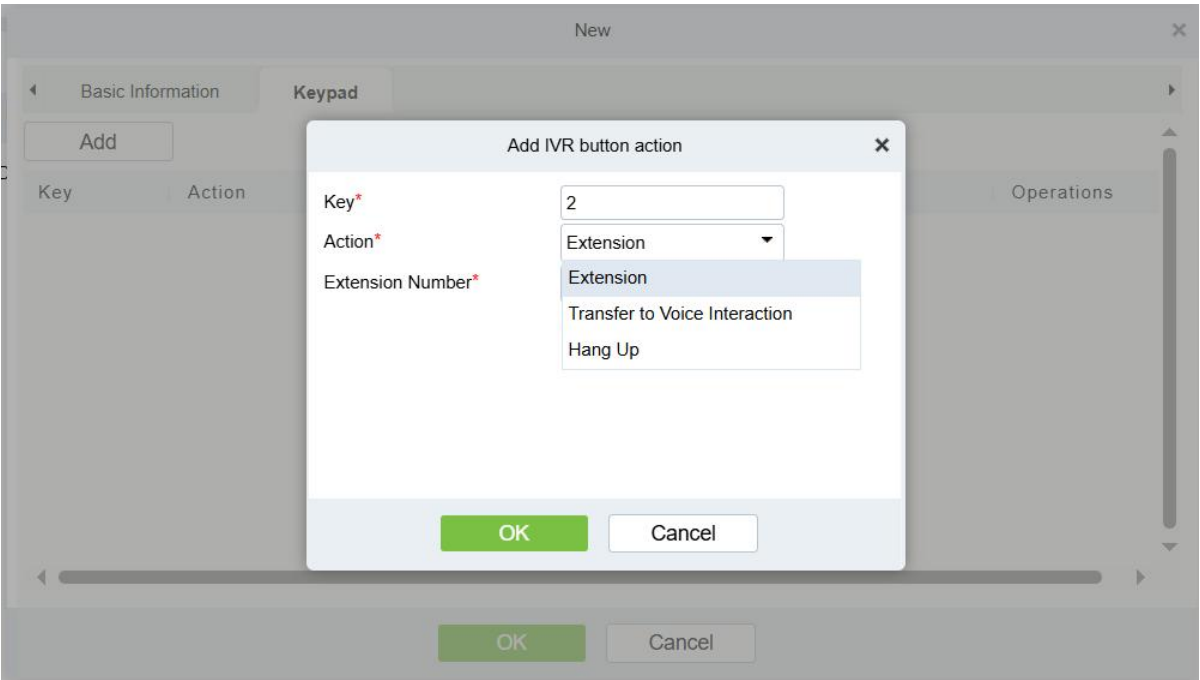 New
Basic Information Keypad
Add
Add IVR button action
Key Action Operations
Key* 2
Action* Extension
Extension Number*
Extension
Transfer to Voice Interaction
Hang Up
OK Cancel
OK Cancel